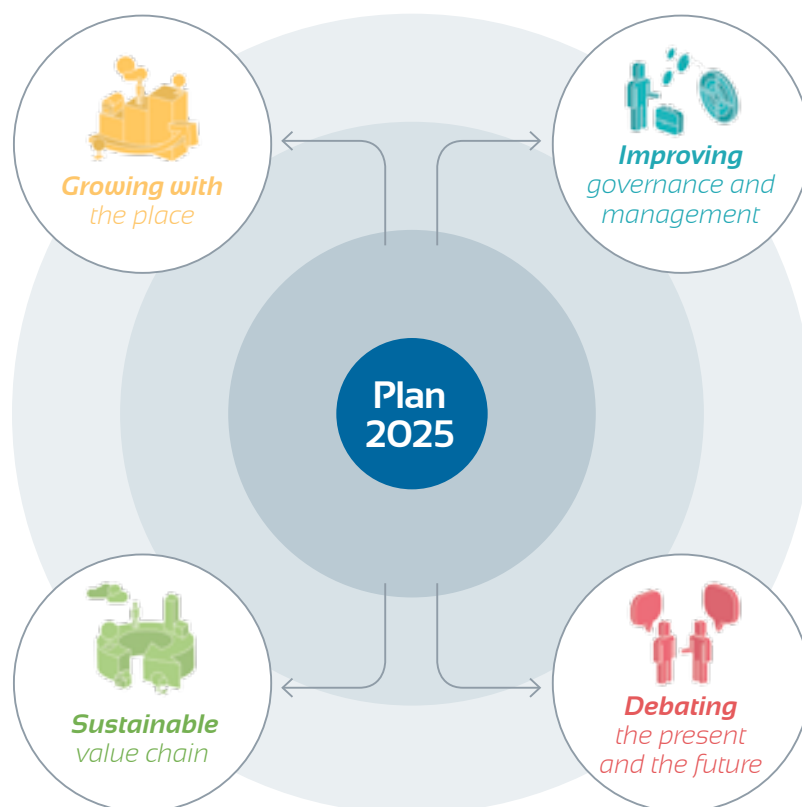 Growing with
the place
Improving
governance and
management
Plan
2025
Sustainable
value chain
Debating
the present
and the future